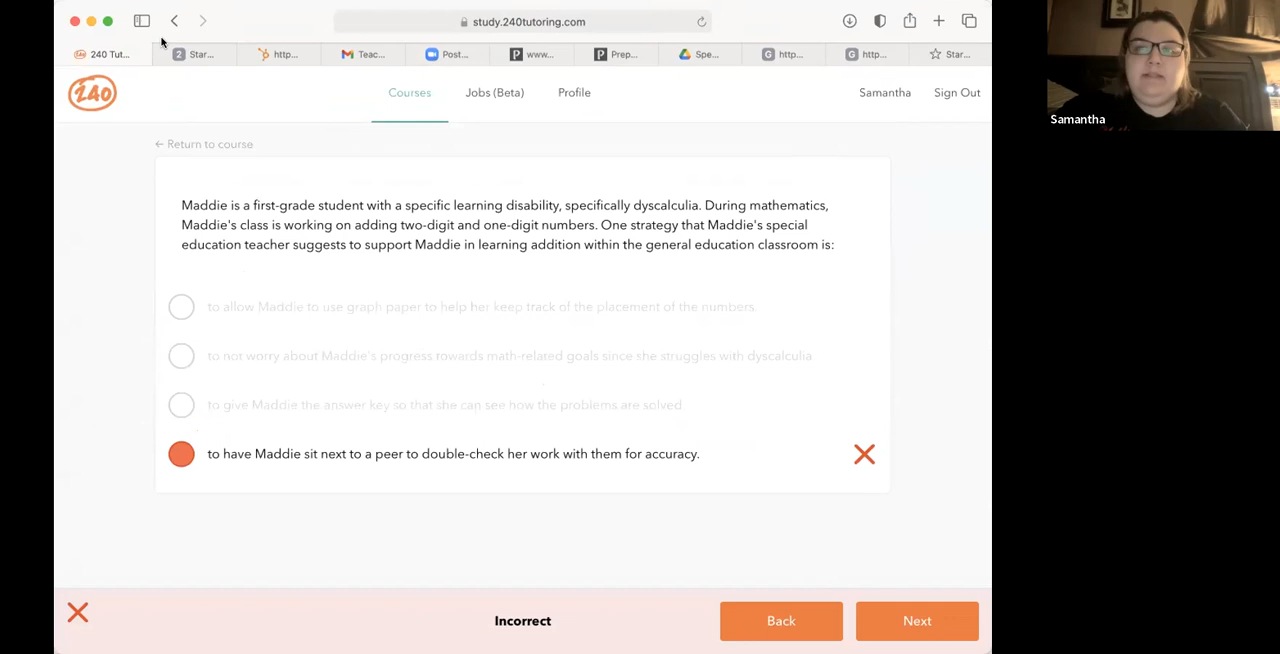 study.240tutoring.com
240 Tut...
2 Star...
http...
Teac...
Post...
www...
Prep...
Spe...
http...
http...
Star...
240
Courses
Jobs (Beta)
Profile
Samantha
Sign Out
Samantha
← Return to course
Maddie is a first-grade student with a specific learning disability, specifically dyscalculia. During mathematics,
Maddie's class is working on adding two-digit and one-digit numbers. One strategy that Maddie's special
education teacher suggests to support Maddie in learning addition within the general education classroom is:
to allow Maddie to use graph paper to help her keep track of the placement of the numbers
to not worry about Maddie's progress towards math-related goals since she struggles with dyscalculia
to give Maddie the answer key so that she can see how the problems are solved
to have Maddie sit next to a peer to double-check her work with them for accuracy.
Incorrect
Back
Next